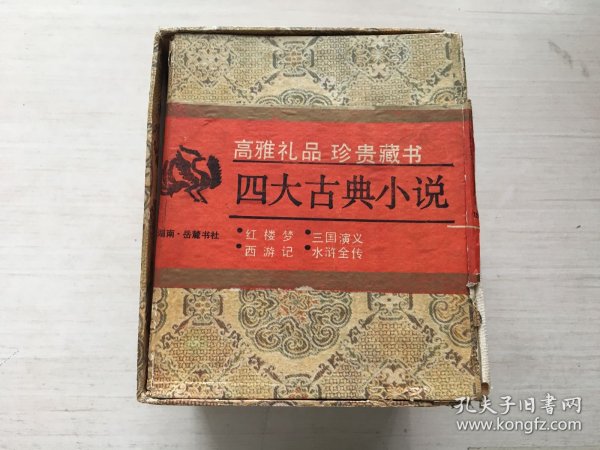 高雅礼品 珍贵藏书
四大古典小说
湖南·岳麓书社
·红楼梦 ·三国演义
·西游记 ·水浒全传
孔夫子旧书网
www.kongfz.com